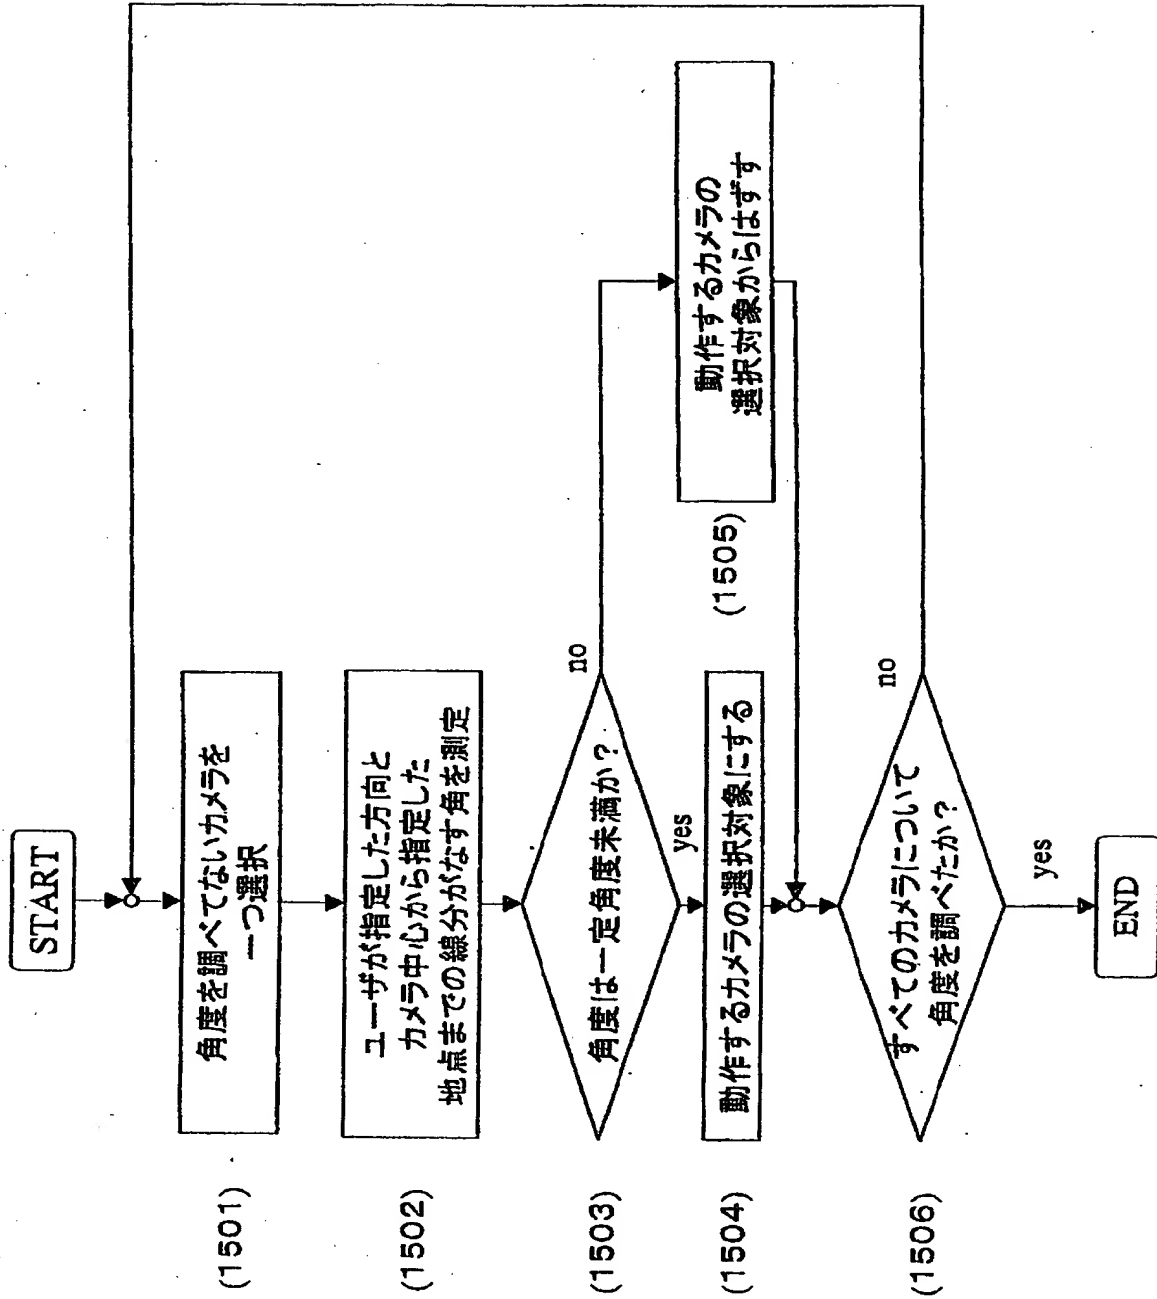 START
(1501)
角度を調べてないカメラを
一つ選択
(1502)
ユーザが指定した方向と
カメラ中心から指定した
地点までの線分がなす角を測定
(1503)
角度は一定角度未満か？
no
yes
(1504)
動作するカメラの選択対象にする
(1505)
動作するカメラの
選択対象からはずす
(1506)
すべてのカメラについて
角度を調べたか？
no
yes
END